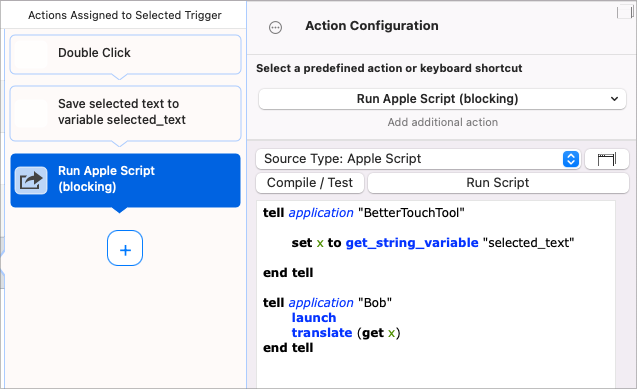 Actions Assigned to Selected Trigger
Double Click
Save selected text to
variable selected_text
Run Apple Script
(blocking)
+
Action Configuration
Select a predefined action or keyboard shortcut
Run Apple Script (blocking)
Add additional action
Source Type: Apple Script
Compile / Test
Run Script
tell application "BetterTouchTool"
set x to get_string_variable "selected_text"
end tell
tell application "Bob"
launch
translate (get x)
end tell